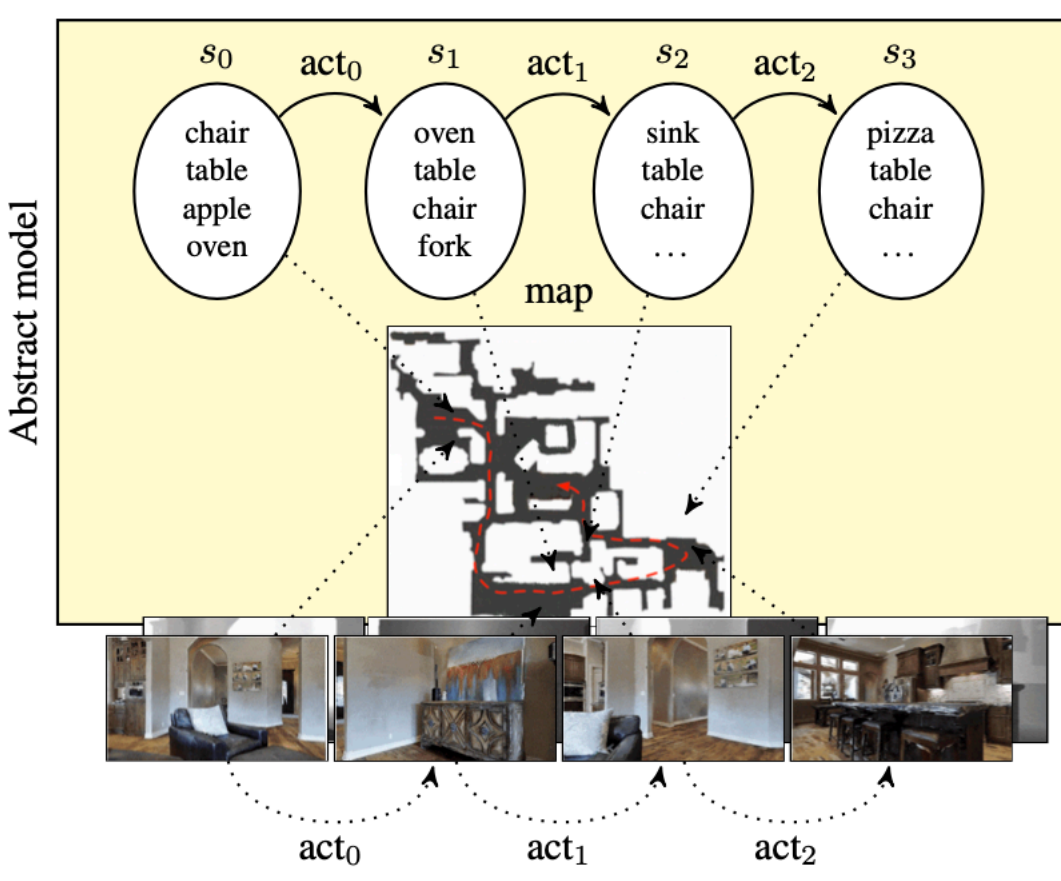 s₀ act₀ s₁ act₁ s₂ act₂ s₃
chair
table
apple
oven
oven
table
chair
fork
sink
table
chair
...
pizza
table
chair
...
Abstract model
map
act₀ act₁ act₂